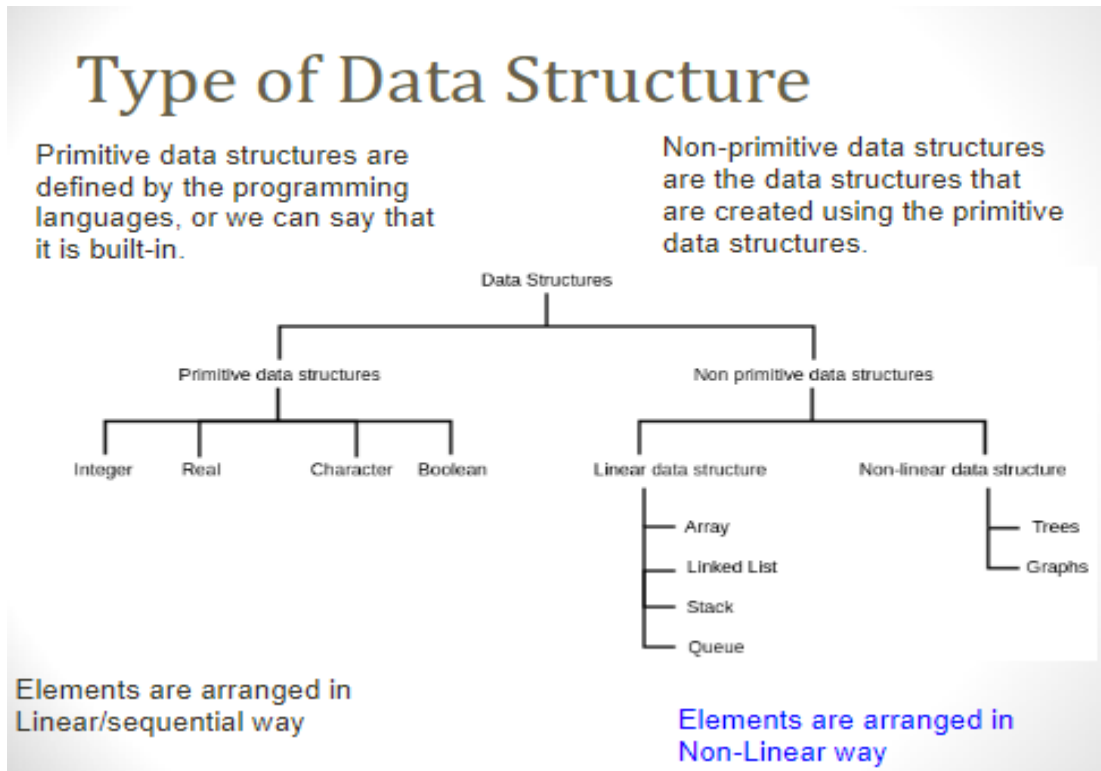 Type of Data Structure
Primitive data structures are
defined by the programming
languages, or we can say that
it is built-in.
Non-primitive data structures
are the data structures that
are created using the primitive
data structures.
Data Structures
Primitive data structures
Non primitive data structures
Integer
Real
Character
Boolean
Linear data structure
Non-linear data structure
Array
Linked List
Stack
Queue
Trees
Graphs
Elements are arranged in
Linear/sequential way
Elements are arranged in
Non-Linear way